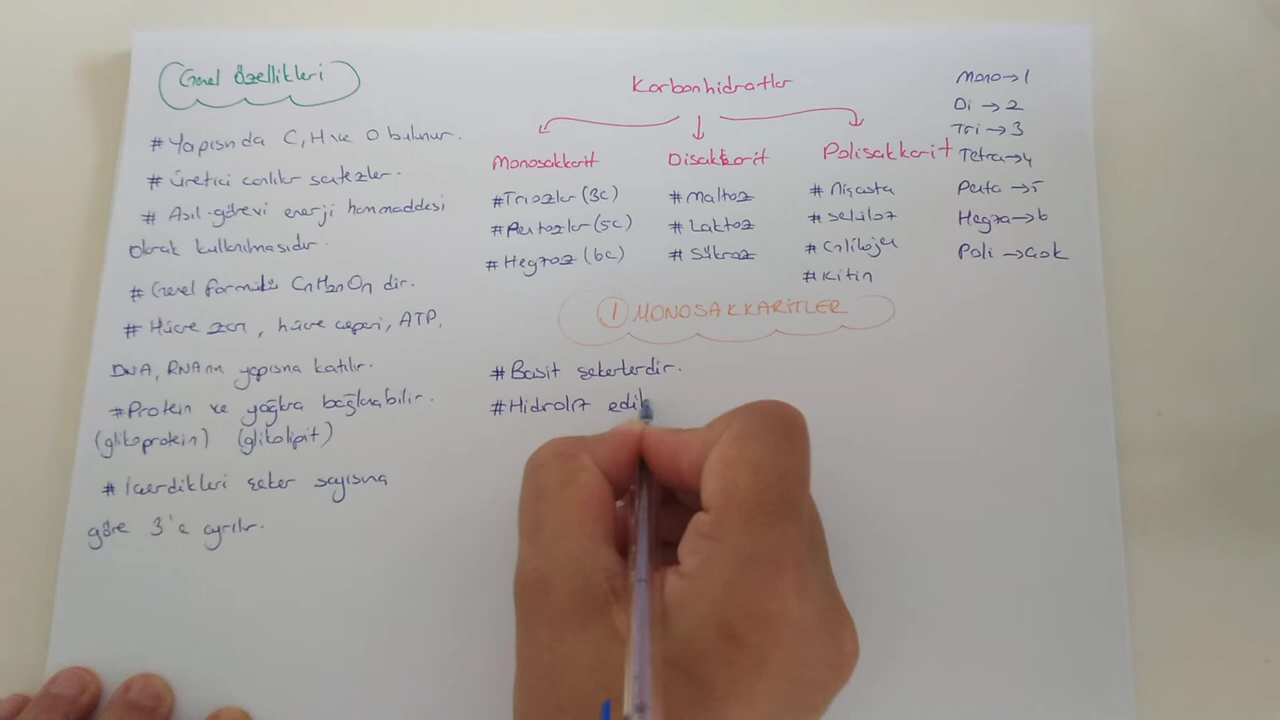 Genel Özellikleri
# Yapısında C, H ve O bulunur.
# Üretici canlılar sentezler.
# Asıl görevi enerji hammaddesi
olarak kullanılmasıdır.
# Genel formülü CnH2nOn dir.
# Hücre zarı, hücre çeperi, ATP,
DNA, RNA'nın yapısına katılır.
# Protein ve yağlara bağlanabilir.
(glikoprotein) (glikolipit)
# İçerdikleri şeker sayısına
göre 3'e ayrılır.
Karbonhidratlar
Monosakkarit
# Triozlar (3C)
# Pentozlar (5C)
# Hegzoz (6C)
Disakkarit
# Maltoz
# Laktoz
# Sükroz
Polisakkarit
# Nişasta
# Selüloz
# Glikojen
# Kitin
Mono→1
Di→2
Tri→3
Tetra→4
Penta→5
Hegza→6
Poli→Çok
1 MONOSAKKARİTLER
# Basit şekerlerdir.
# Hidroliz edil